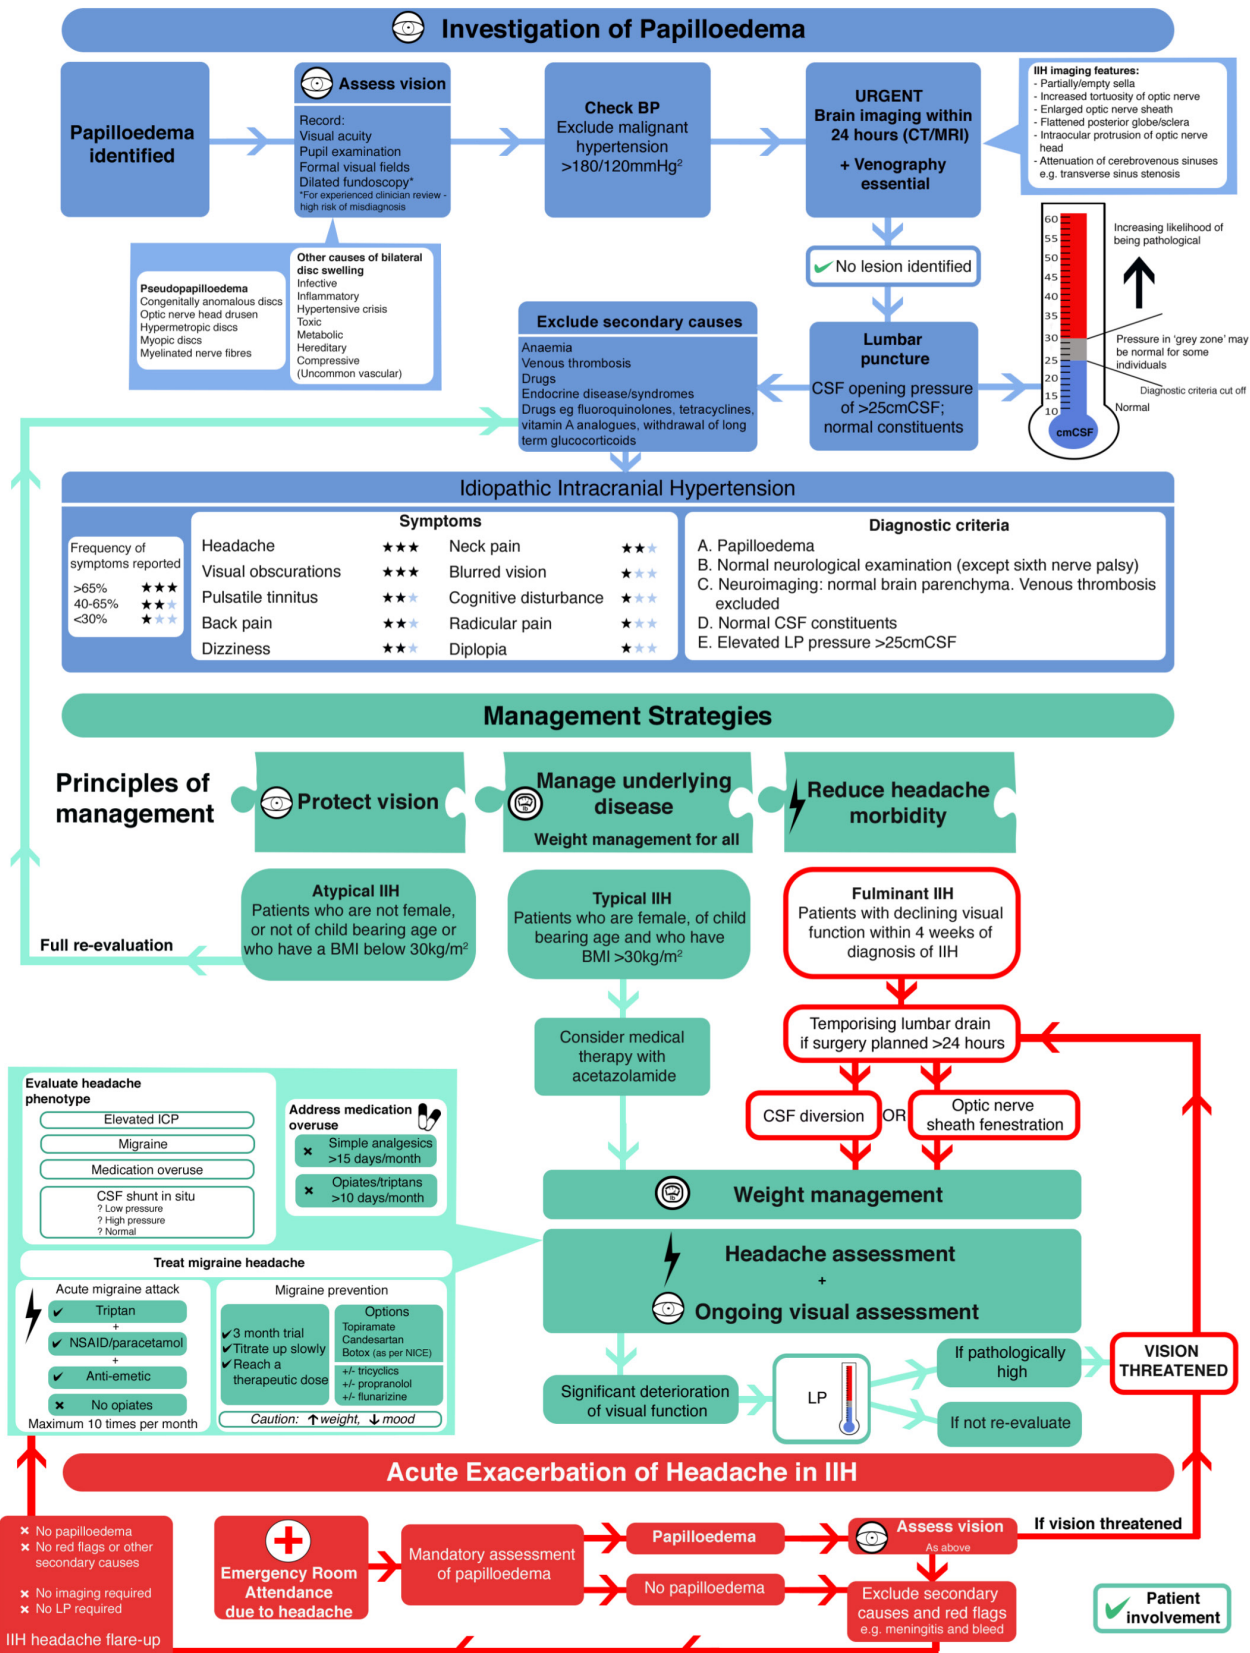 Investigation of Papilloedema
Papilloedema
identified
Assess vision
Record:
Visual acuity
Pupil examination
Formal visual fields
Dilated fundoscopy*
*For experienced clinician review -
high risk of misdiagnosis
Check BP
Exclude malignant
hypertension
>180/120mmHg2
URGENT
Brain imaging within
24 hours (CT/MRI)
+ Venography
essential
IIH imaging features:
- Partially/empty sella
- Increased tortuosity of optic nerve
- Enlarged optic nerve sheath
- Flattened posterior globe/sclera
- Intraocular protrusion of optic nerve
head
- Attenuation of cerebrovenous sinuses
e.g. transverse sinus stenosis
Pseudopapilloedema
Congenitally anomalous discs
Optic nerve head drusen
Hypermetropic discs
Myopic discs
Myelinated nerve fibres
Other causes of bilateral
disc swelling
Infective
Inflammatory
Hypertensive crisis
Toxic
Metabolic
Hereditary
Compressive
(Uncommon vascular)
No lesion identified
Exclude secondary causes
Anaemia
Venous thrombosis
Drugs
Endocrine disease/syndromes
Drugs eg fluoroquinolones, tetracyclines,
vitamin A analogues, withdrawal of long
term glucocorticoids
Lumbar
puncture
CSF opening pressure
of >25cmCSF;
normal constituents
60
55
50
45
40
35
30
25
20
15
10
cmCSF
Increasing likelihood of
being pathological
Pressure in 'grey zone' may
be normal for some
individuals
Diagnostic criteria cut off
Normal
Idiopathic Intracranial Hypertension
Frequency of
symptoms reported
>65% ★★★
40-65% ★★★
<30% ★★★
Symptoms
Headache ★★★
Visual obscurations ★★★
Pulsatile tinnitus ★★★
Back pain ★★★
Dizziness ★★★
Neck pain ★★★
Blurred vision ★★★
Cognitive disturbance ★★★
Radicular pain ★★★
Diplopia ★★★
Diagnostic criteria
A. Papilloedema
B. Normal neurological examination (except sixth nerve palsy)
C. Neuroimaging: normal brain parenchyma. Venous thrombosis
excluded
D. Normal CSF constituents
E. Elevated LP pressure >25cmCSF
Management Strategies
Principles of
management
Protect vision
Manage underlying
disease
Weight management for all
Reduce headache
morbidity
Atypical IIH
Patients who are not female,
or not of child bearing age or
who have a BMI below 30kg/m2
Full re-evaluation
Typical IIH
Patients who are female, of child
bearing age and who have
BMI >30kg/m2
Fulminant IIH
Patients with declining visual
function within 4 weeks of
diagnosis of IIH
Consider medical
therapy with
acetazolamide
Temporising lumbar drain
if surgery planned >24 hours
CSF diversion
OR
Optic nerve
sheath fenestration
Evaluate headache
phenotype
Elevated ICP
Migraine
Medication overuse
CSF shunt in situ
? Low pressure
? High pressure
? Normal
Address medication
overuse
Simple analgesics
>15 days/month
Opiates/triptans
>10 days/month
Treat migraine headache
Acute migraine attack
Triptan
+
NSAID/paracetamol
+
Anti-emetic
No opiates
Maximum 10 times per month
Migraine prevention
3 month trial
Titrate up slowly
Reach a
therapeutic dose
Options
Topiramate
Candesartan
Botox (as per NICE)
+/- tricyclics
+/- propranolol
+/- flunarizine
Caution: ↑weight, ↓mood
Weight management
Headache assessment
+
Ongoing visual assessment
Significant deterioration
of visual function
LP
If pathologically
high
If not re-evaluate
VISION
THREATENED
Acute Exacerbation of Headache in IIH
No papilloedema
No red flags or other
secondary causes
No imaging required
No LP required
IIH headache flare-up
Emergency Room
Attendance
due to headache
Mandatory assessment
of papilloedema
Papilloedema
No papilloedema
Assess vision
As above
If vision threatened
Exclude secondary
causes and red flags
e.g. meningitis and bleed
Patient
involvement